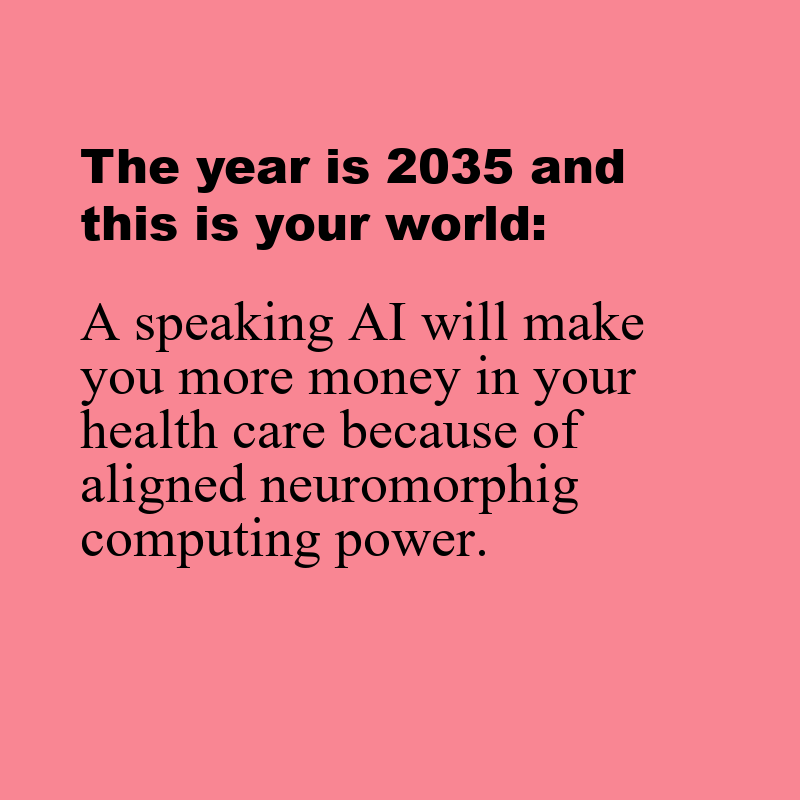 The year is 2035 and
this is your world:
A speaking AI will make
you more money in your
health care because of
aligned neuromorphig
computing power.